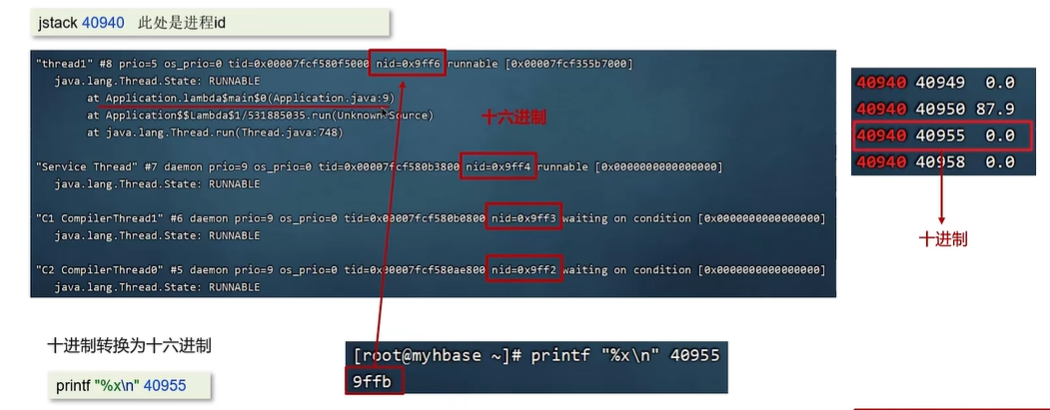 jstack 40940 此处是进程id
"thread1" #8 prio=5 os_prio=0 tid=0x00007fcf580f5000 nid=0x9ff6 runnable [0x00007fcf355b7000]
java.lang.Thread.State: RUNNABLE
at Application.lambda$main$0(Application.java:9)
at Application$$Lambda$1/531885035.run(Unknown Source)
at java.lang.Thread.run(Thread.java:748)
十六进制
"Service Thread" #7 daemon prio=9 os_prio=0 tid=0x00007fcf580b3800 nid=0x9ff4 runnable [0x0000000000000000]
java.lang.Thread.State: RUNNABLE
"C1 CompilerThread1" #6 daemon prio=9 os_prio=0 tid=0x00007fcf580b0800 nid=0x9ff3 waiting on condition [0x0000000000000000]
java.lang.Thread.State: RUNNABLE
"C2 CompilerThread0" #5 daemon prio=9 os_prio=0 tid=0x00007fcf580ae800 nid=0x9ff2 waiting on condition [0x0000000000000000]
java.lang.Thread.State: RUNNABLE
40940 40949 0.0
40940 40950 87.9
40940 40955 0.0
40940 40958 0.0
十进制
十进制转换为十六进制
printf "%x\n" 40955
[root@myhbase ~]# printf "%x\n" 40955
9ffb